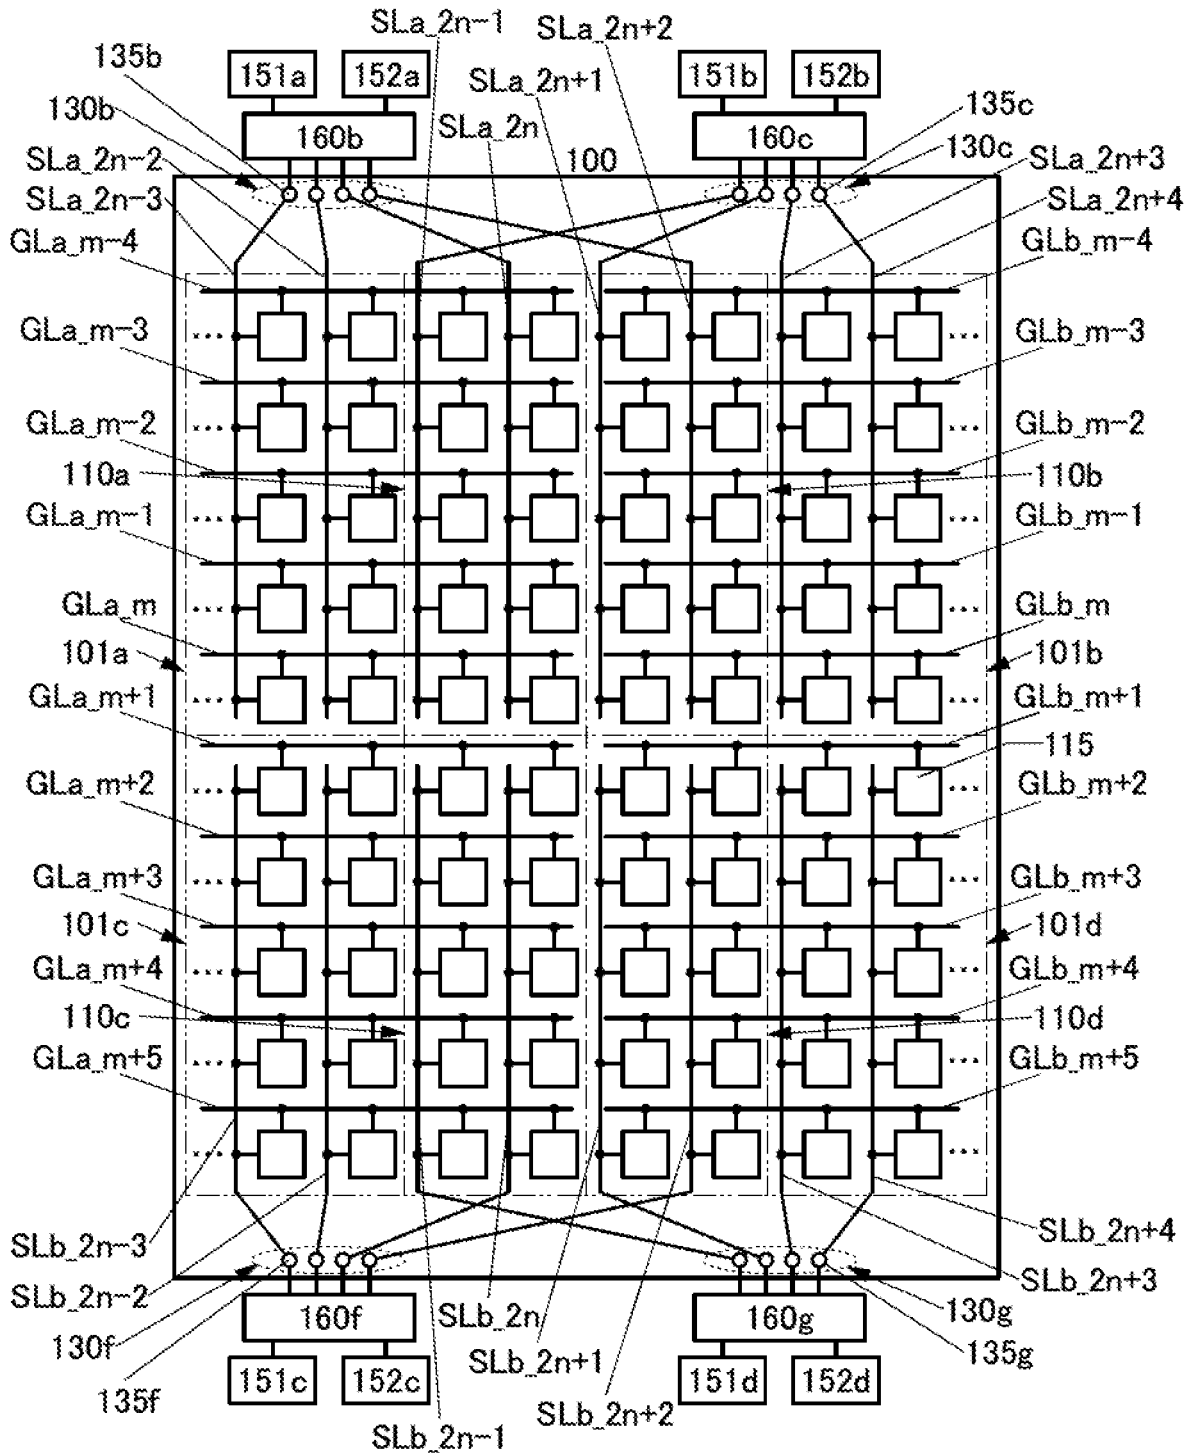 SLa_2n-1
SLa_2n+2
135b
151a
152a
SLa_2n+1
151b
152b
135c
130b
160b
SLa_2n
160c
130c
SLa_2n-2
100
SLa_2n+3
SLa_2n-3
SLa_2n+4
GLa_m-4
GLb_m-4
GLa_m-3
GLb_m-3
GLa_m-2
GLb_m-2
110a
110b
GLa_m-1
GLb_m-1
GLa_m
GLb_m
101a
101b
GLa_m+1
GLb_m+1
115
GLa_m+2
GLb_m+2
GLa_m+3
GLb_m+3
101c
101d
GLa_m+4
GLb_m+4
110c
110d
GLa_m+5
GLb_m+5
SLb_2n-3
SLb_2n+4
SLb_2n-2
SLb_2n+3
160f
SLb_2n
160g
130g
130f
SLb_2n+1
135g
151c
152c
151d
152d
135f
SLb_2n+2
SLb_2n-1